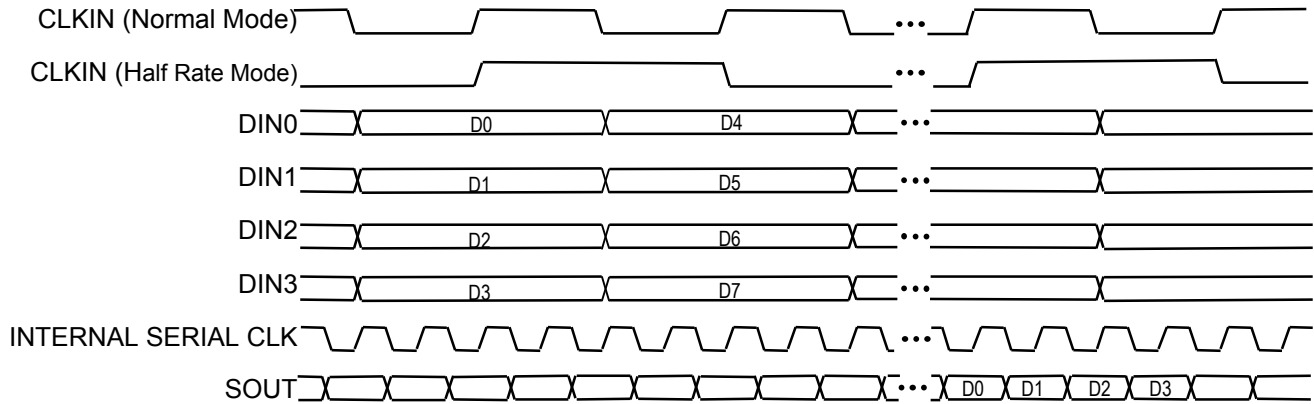 CLKIN (Normal Mode)
CLKIN (Half Rate Mode)
DIN0 D0 D4
DIN1 D1 D5
DIN2 D2 D6
DIN3 D3 D7
INTERNAL SERIAL CLK
SOUT D0 D1 D2 D3